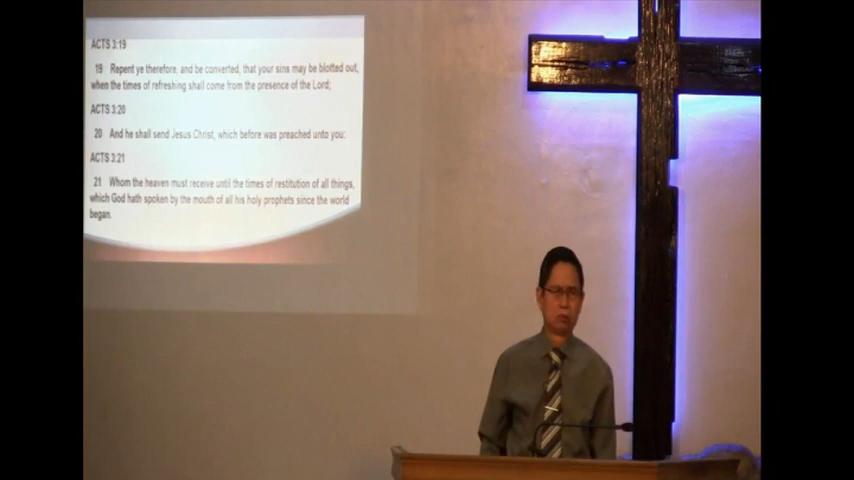 ACTS 3:19
19 Repent ye therefore, and be converted, that your sins may be blotted out,
when the times of refreshing shall come from the presence of the Lord;
ACTS 3:20
20 And he shall send Jesus Christ, which before was preached unto you:
ACTS 3:21
21 Whom the heaven must receive until the times of restitution of all things,
which God hath spoken by the mouth of all his holy prophets since the world
began.